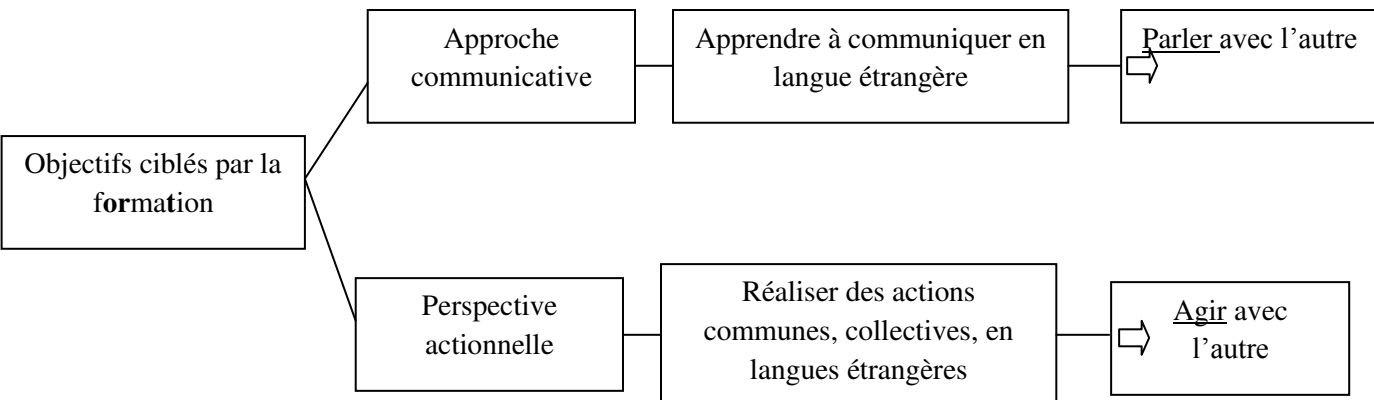 Approche
communicative
Apprendre à communiquer en
langue étrangère
Parler avec l’autre
Objectifs ciblés par la
formation
Perspective
actionnelle
Réaliser des actions
communes, collectives, en
langues étrangères
Agir avec
l’autre